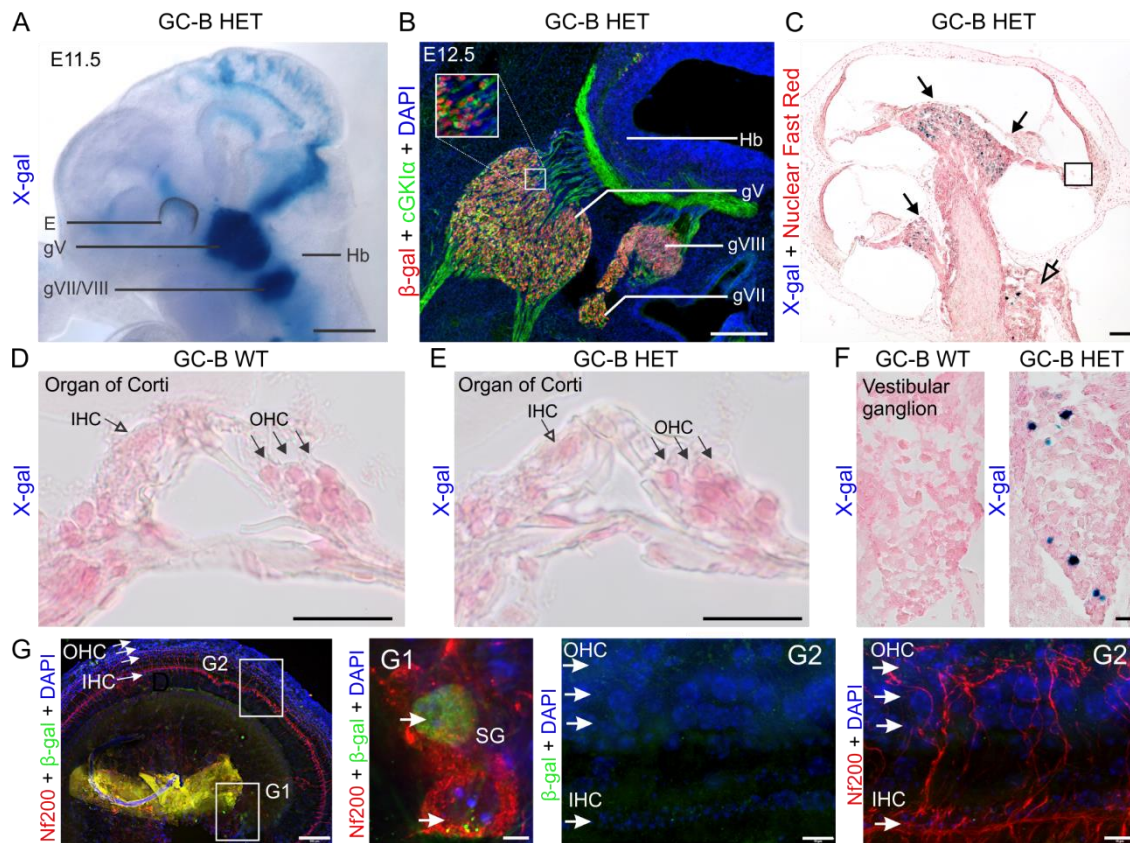 GC-B HET
GC-B HET
GC-B HET
A
B
C
E11.5
E12.5
X-gal
β-gal + cGKIα + DAPI
X-gal + Nuclear Fast Red
E
gV
gVII/VIII
Hb
Hb
gV
gVIII
gVII
GC-B WT
GC-B HET
GC-B WT
GC-B HET
D
E
F
Organ of Corti
IHC
OHC
X-gal
Organ of Corti
IHC
OHC
X-gal
Vestibular
ganglion
X-gal
X-gal
G
Nf200 + β-gal + DAPI
OHC
IHC
G2
D
G1
Nf200 + β-gal + DAPI
G1
SG
β-gal + DAPI
OHC
G2
IHC
Nf200 + DAPI
OHC
G2
IHC